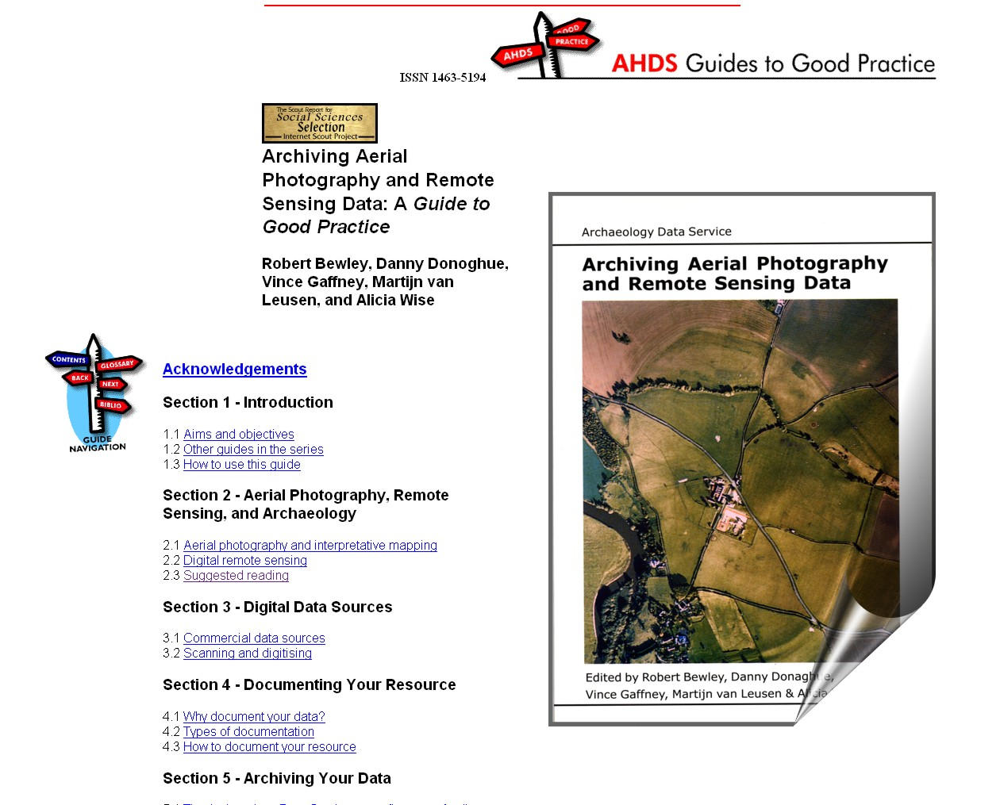 GOOD
PRACTICE
AHDS
AHDS Guides to Good Practice
ISSN 1463-5194
The Scout Report for
Social Sciences
Selection
Internet Scout Project
Archiving Aerial
Photography and Remote
Sensing Data: A Guide to
Good Practice
Robert Bewley, Danny Donoghue,
Vince Gaffney, Martijn van
Leusen, and Alicia Wise
Archaeology Data Service
Archiving Aerial Photography
and Remote Sensing Data
Edited by Robert Bewley, Danny Donaghue,
Vince Gaffney, Martijn van Leusen & Alicia
CONTENTS
GLOSSARY
BACK
NEXT
BIBLIO
GUIDE
NAVIGATION
Acknowledgements
Section 1 - Introduction
1.1 Aims and objectives
1.2 Other guides in the series
1.3 How to use this guide
Section 2 - Aerial Photography, Remote
Sensing, and Archaeology
2.1 Aerial photography and interpretative mapping
2.2 Digital remote sensing
2.3 Suggested reading
Section 3 - Digital Data Sources
3.1 Commercial data sources
3.2 Scanning and digitising
Section 4 - Documenting Your Resource
4.1 Why document your data?
4.2 Types of documentation
4.3 How to document your resource
Section 5 - Archiving Your Data